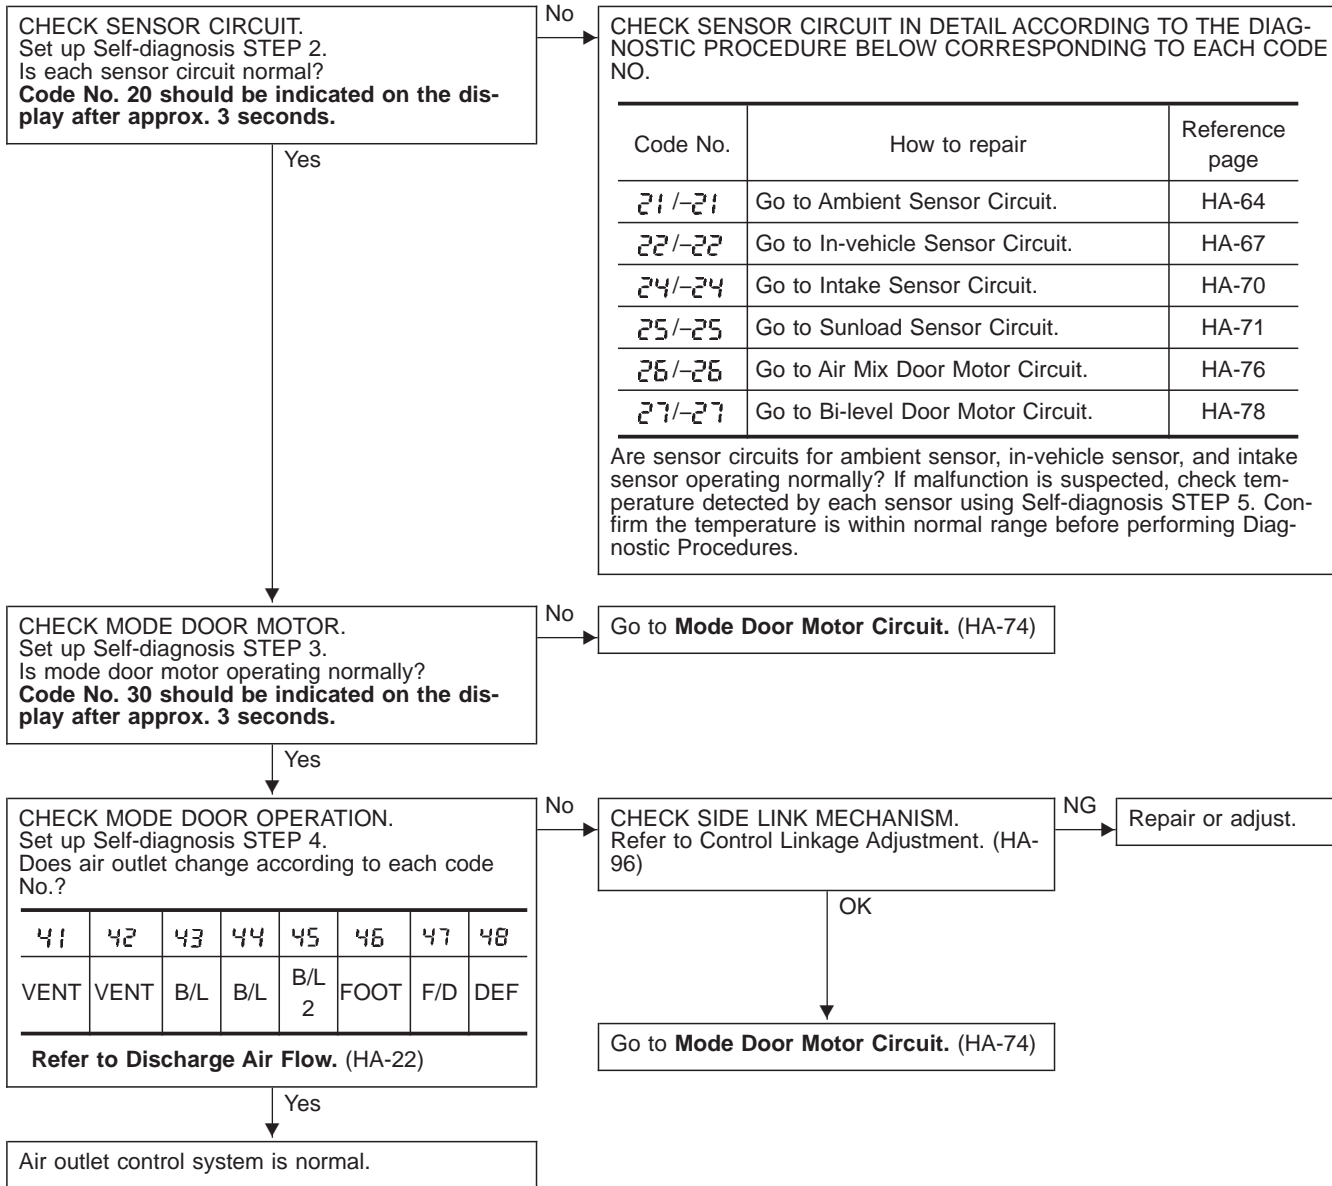 CHECK SENSOR CIRCUIT.
Set up Self-diagnosis STEP 2.
Is each sensor circuit normal?
Code No. 20 should be indicated on the dis-
play after approx. 3 seconds.
No
CHECK SENSOR CIRCUIT IN DETAIL ACCORDING TO THE DIAG-
NOSTIC PROCEDURE BELOW CORRESPONDING TO EACH CODE
NO.
Code No. How to repair Reference page
21/–21 Go to Ambient Sensor Circuit. HA-64
22/–22 Go to In-vehicle Sensor Circuit. HA-67
24/–24 Go to Intake Sensor Circuit. HA-70
25/–25 Go to Sunload Sensor Circuit. HA-71
26/–26 Go to Air Mix Door Motor Circuit. HA-76
27/–27 Go to Bi-level Door Motor Circuit. HA-78
Are sensor circuits for ambient sensor, in-vehicle sensor, and intake
sensor operating normally? If malfunction is suspected, check tem-
perature detected by each sensor using Self-diagnosis STEP 5. Con-
firm the temperature is within normal range before performing Diag-
nostic Procedures.
Yes
CHECK MODE DOOR MOTOR.
Set up Self-diagnosis STEP 3.
Is mode door motor operating normally?
Code No. 30 should be indicated on the dis-
play after approx. 3 seconds.
No
Go to Mode Door Motor Circuit. (HA-74)
Yes
CHECK MODE DOOR OPERATION.
Set up Self-diagnosis STEP 4.
Does air outlet change according to each code
No.?
41 42 43 44 45 46 47 48
VENT VENT B/L B/L B/L 2 FOOT F/D DEF
Refer to Discharge Air Flow. (HA-22)
No
CHECK SIDE LINK MECHANISM.
Refer to Control Linkage Adjustment. (HA-
96)
NG
Repair or adjust.
OK
Go to Mode Door Motor Circuit. (HA-74)
Yes
Air outlet control system is normal.